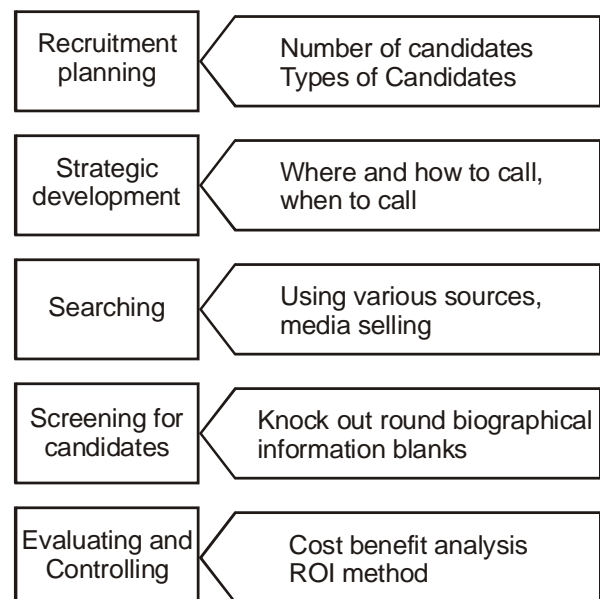 Recruitment
planning
Number of candidates
Types of Candidates
Strategic
development
Where and how to call,
when to call
Searching
Using various sources,
media selling
Screening for
candidates
Knock out round biographical
information blanks
Evaluating and
Controlling
Cost benefit analysis
ROI method